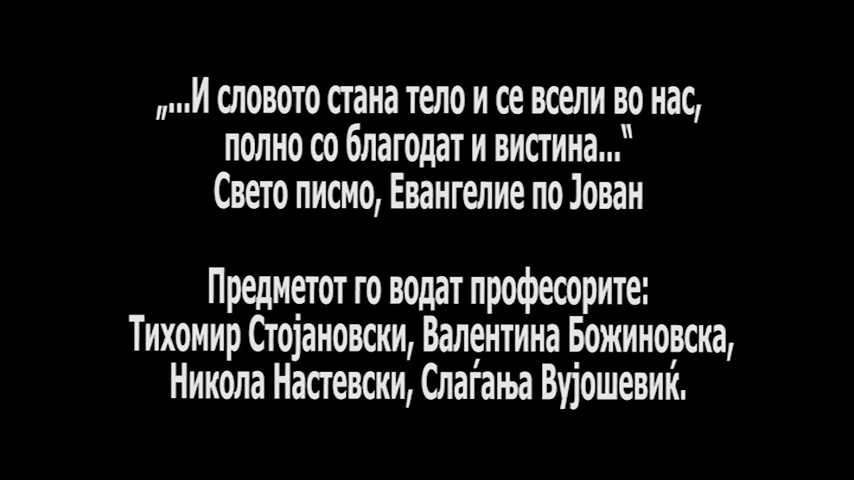 „...И словото стана тело и се всели во нас,
полно со благодат и вистина...“
Свето писмо, Евангелие по Јован
Предметот го водат професорите:
Тихомир Стојановски, Валентина Божиновска,
Никола Настевски, Слаѓања Вујошевиќ.